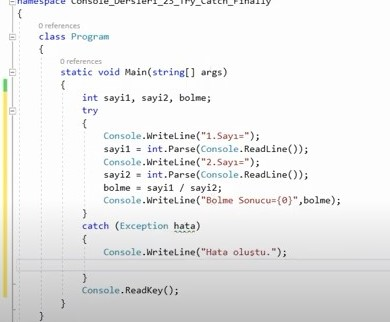 namespace Console_Dersleri_25_Try_Catch_Finally
{
0 references
class Program
{
0 references
static void Main(string[] args)
{
int sayi1, sayi2, bolme;
try
{
Console.WriteLine("1.Sayı=");
sayi1 = int.Parse(Console.ReadLine());
Console.WriteLine("2.Sayı=");
sayi2 = int.Parse(Console.ReadLine());
bolme = sayi1 / sayi2;
Console.WriteLine("Bolme Sonucu={0}",bolme);
}
catch (Exception hata)
{
Console.WriteLine("Hata oluştu.");
}
Console.ReadKey();
}
}